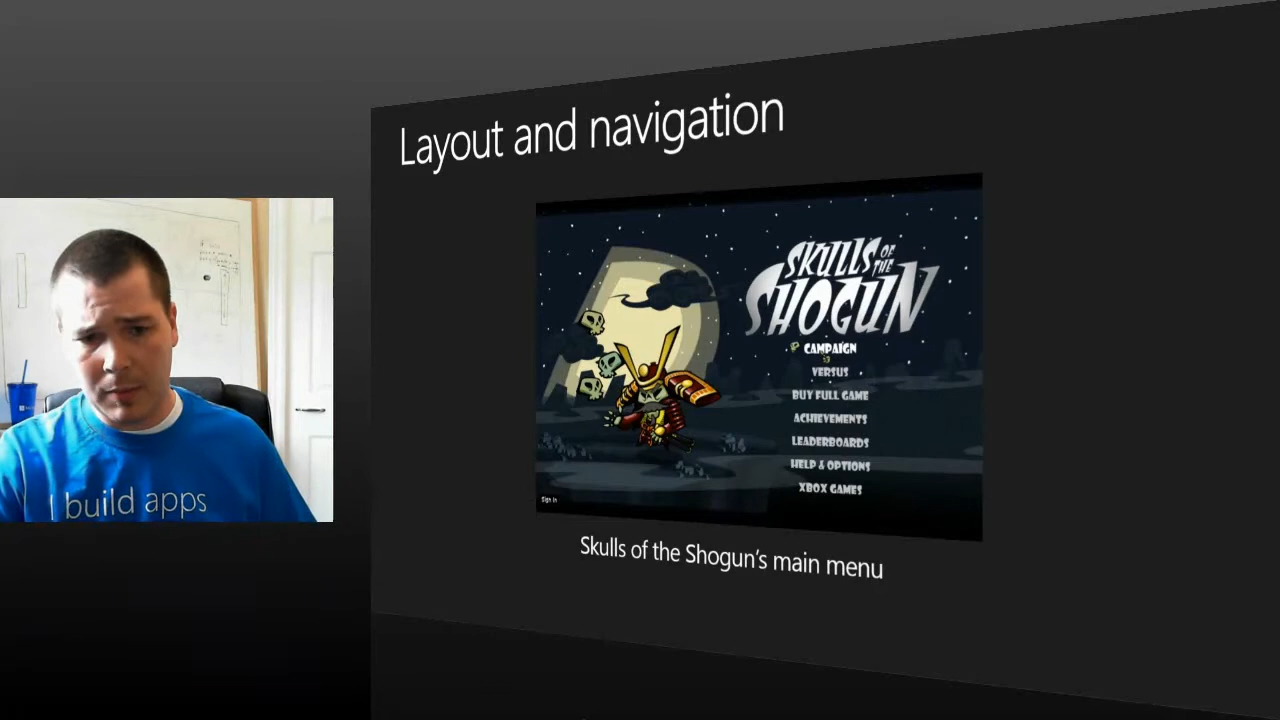 Layout and navigation
SKULLS OF
THE
SHOGUN
CAMPAIGN
VERSUS
BUY FULL GAME
ACHIEVEMENTS
LEADERBOARDS
HELP & OPTIONS
XBOX GAMES
Sign in
Skulls of the Shogun's main menu
I build apps